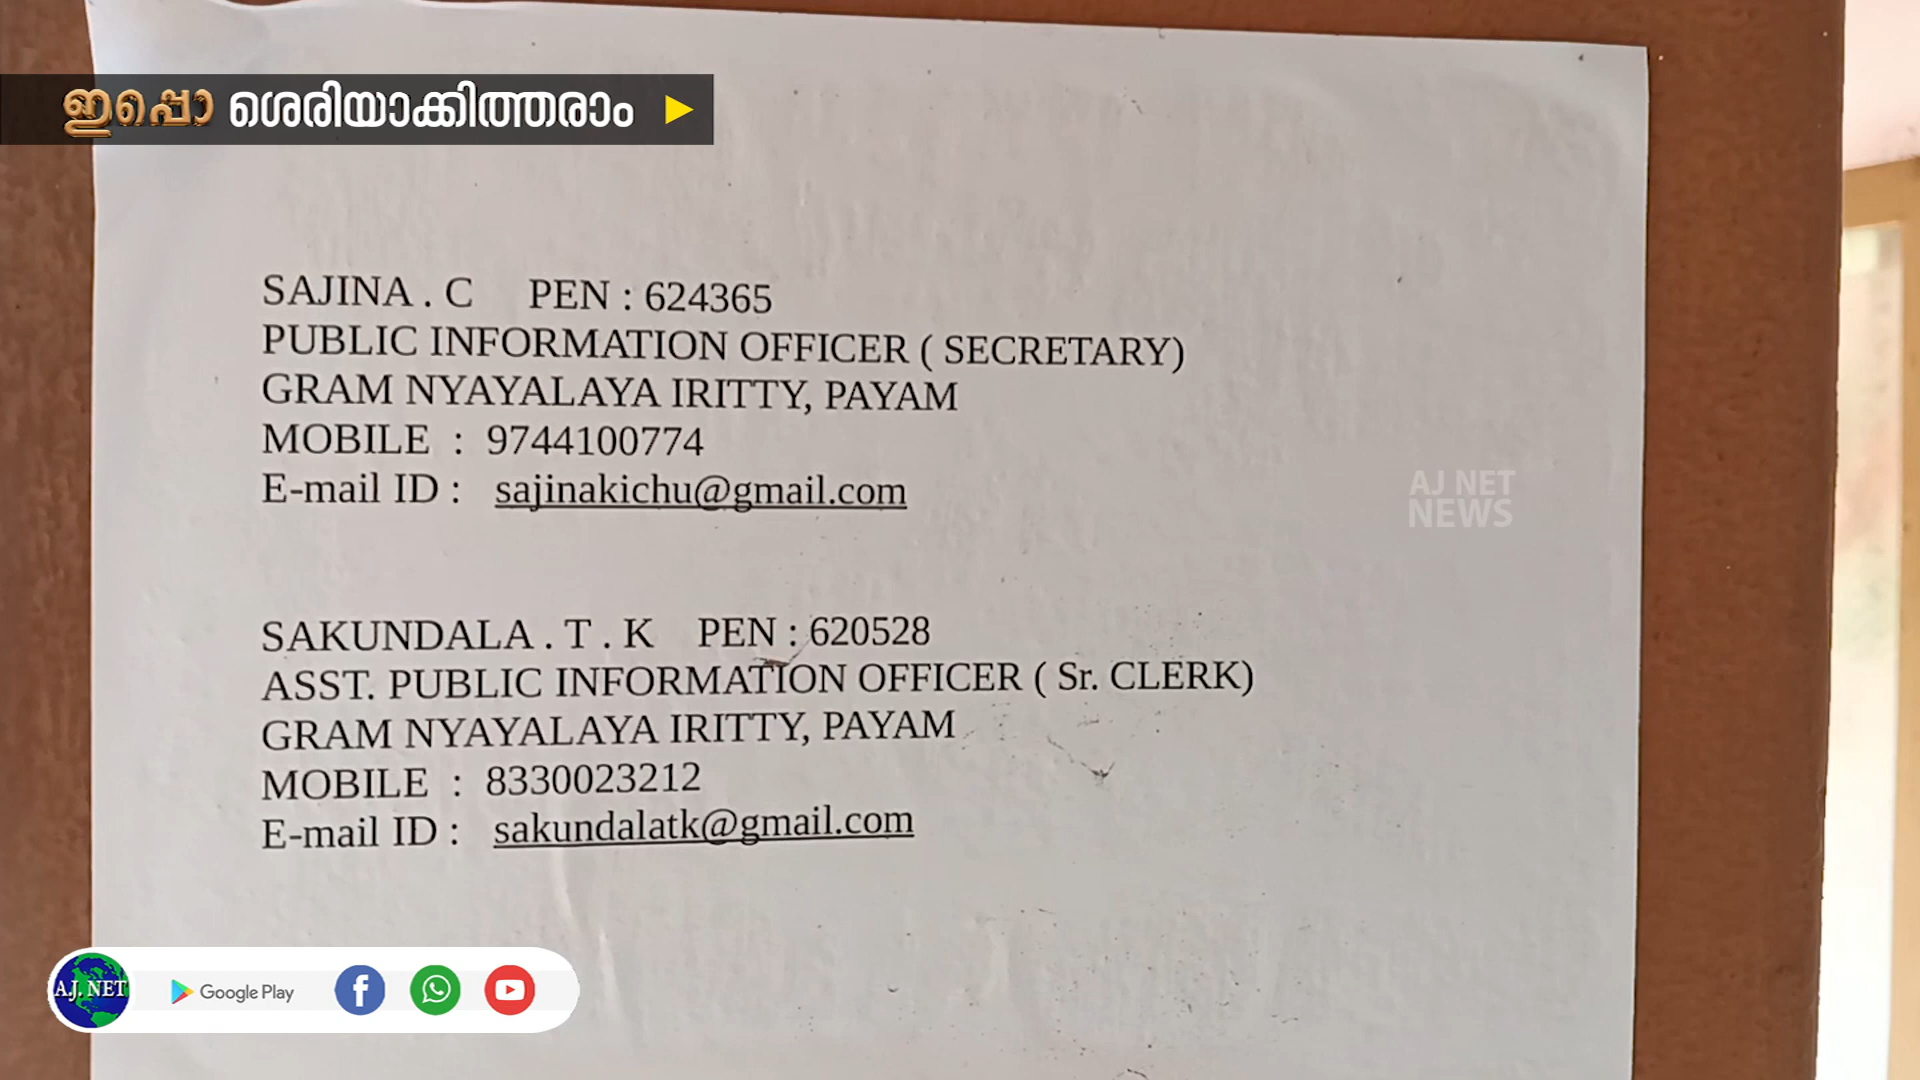 ഇപ്പൊ ശെരിയാക്കിത്തരാം
SAJINA . C PEN : 624365
PUBLIC INFORMATION OFFICER ( SECRETARY)
GRAM NYAYALAYA IRITTY, PAYAM
MOBILE : 9744100774
E-mail ID : sajinakichu@gmail.com
AJ NET
NEWS
SAKUNDALA . T . K PEN : 620528
ASST. PUBLIC INFORMATION OFFICER ( Sr. CLERK)
GRAM NYAYALAYA IRITTY, PAYAM
MOBILE : 8330023212
E-mail ID : sakundalatk@gmail.com
A.J. NET Google Play